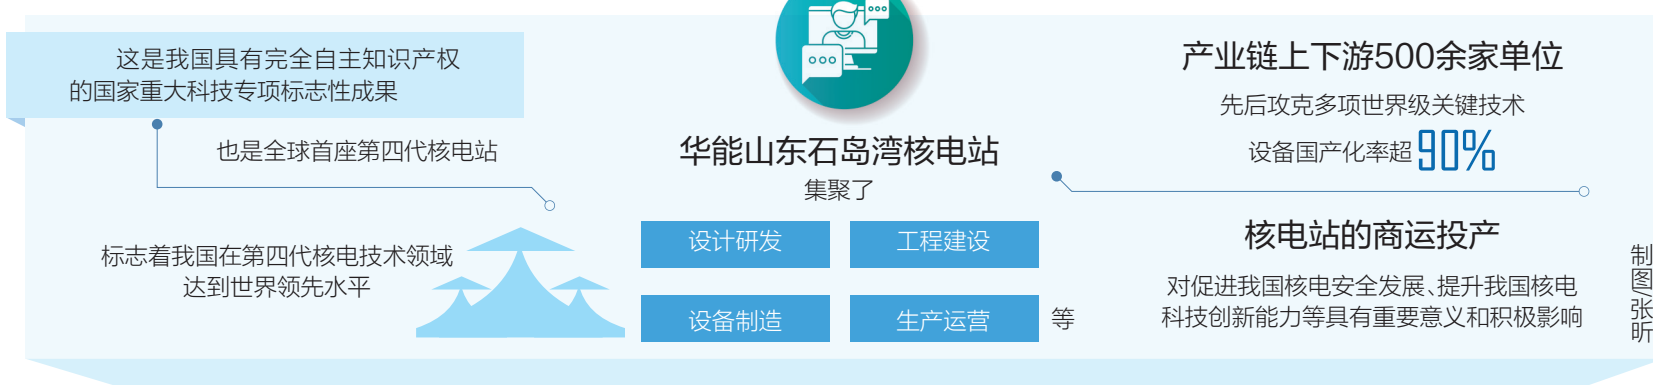 这是我国具有完全自主知识产权
的国家重大科技专项标志性成果
也是全球首座第四代核电站
标志着我国在第四代核电技术领域
达到世界领先水平
华能山东石岛湾核电站
集聚了
设计研发
工程建设
设备制造
生产运营
等
产业链上下游500余家单位
先后攻克多项世界级关键技术
设备国产化率超90%
核电站的商运投产
对促进我国核电安全发展、提升我国核电
科技创新能力等具有重要意义和积极影响
制图/张昕